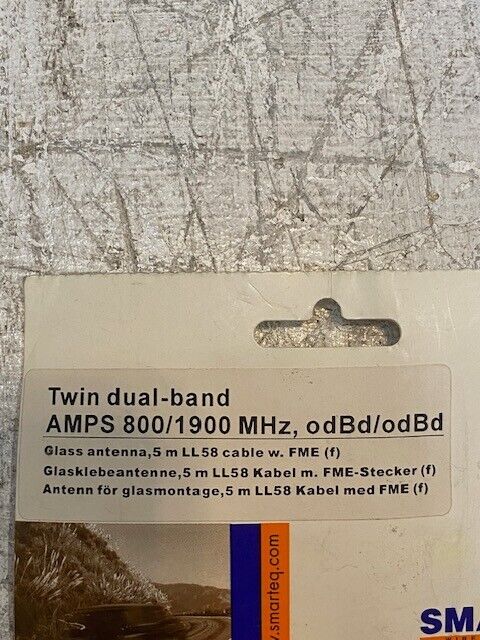 Twin dual-band
AMPS 800/1900 MHz, odBd/odBd
Glass antenna,5 m LL58 cable w. FME (f)
Glasklebeantenne,5 m LL58 Kabel m. FME-Stecker (f)
Antenn för glasmontage,5 m LL58 Kabel med FME (f)
.smarteq.com
SMA